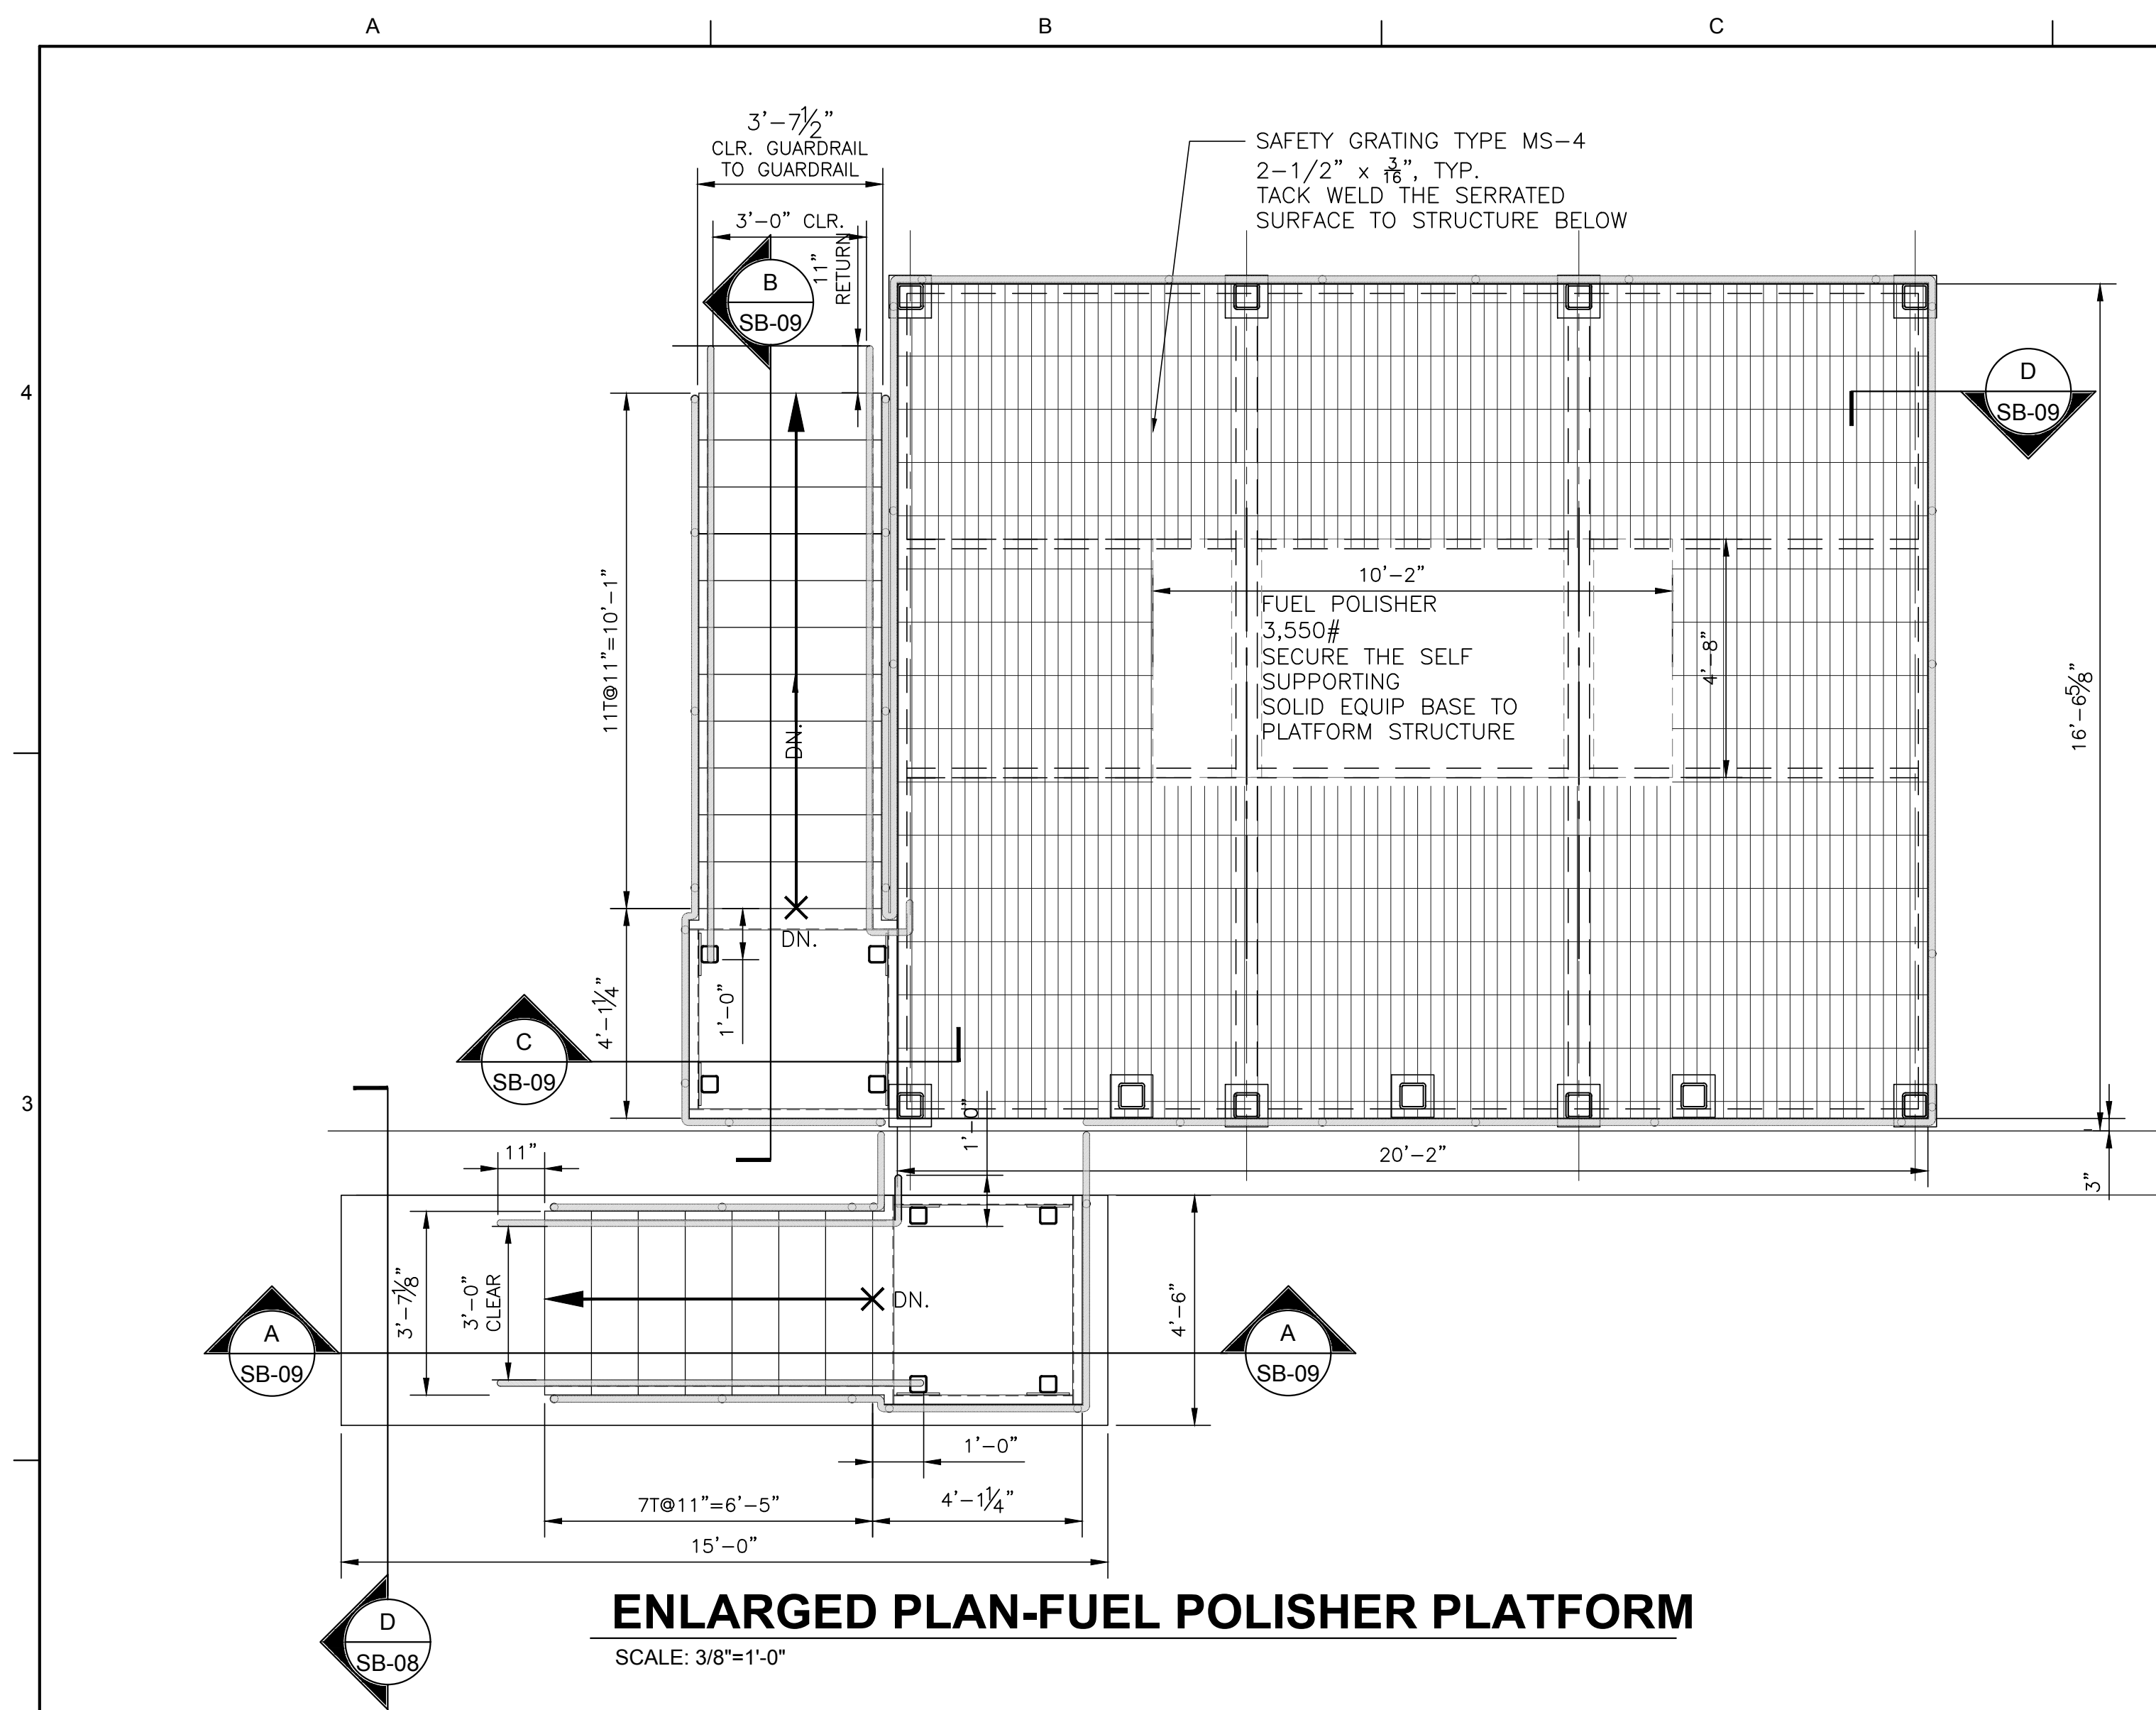 A
B
C
3’–7½”
CLR. GUARDRAIL
TO GUARDRAIL
3’–0” CLR.
11”
RETURN
SAFETY GRATING TYPE MS–4
2–1/2” x 3/16”, TYP.
TACK WELD THE SERRATED
SURFACE TO STRUCTURE BELOW
B
SB-09
D
SB-09
4
11T@11”=10’–1”
DN.
10’–2”
FUEL POLISHER
3,550#
SECURE THE SELF
SUPPORTING
SOLID EQUIP BASE TO
PLATFORM STRUCTURE
4’–8”
16’–6⅝”
DN.
4’–1¼”
1’–0”
C
SB-09
3
1’–0”
11”
20’–2”
3”
3’–7⅛”
3’–0”
CLEAR
DN.
4’–6”
A
SB-09
A
SB-09
1’–0”
7T@11”=6’–5”
4’–1¼”
15’–0”
D
SB-08
ENLARGED PLAN-FUEL POLISHER PLATFORM
SCALE: 3/8"=1'-0"